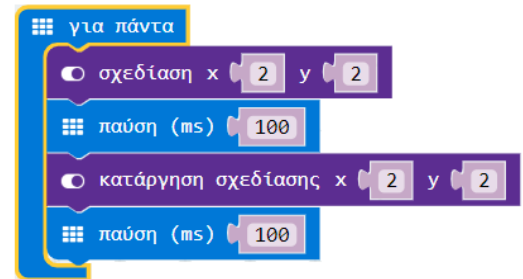 για πάντα
σχεδίαση x 2 y 2
παύση (ms) 100
κατάργηση σχεδίασης x 2 y 2
παύση (ms) 100